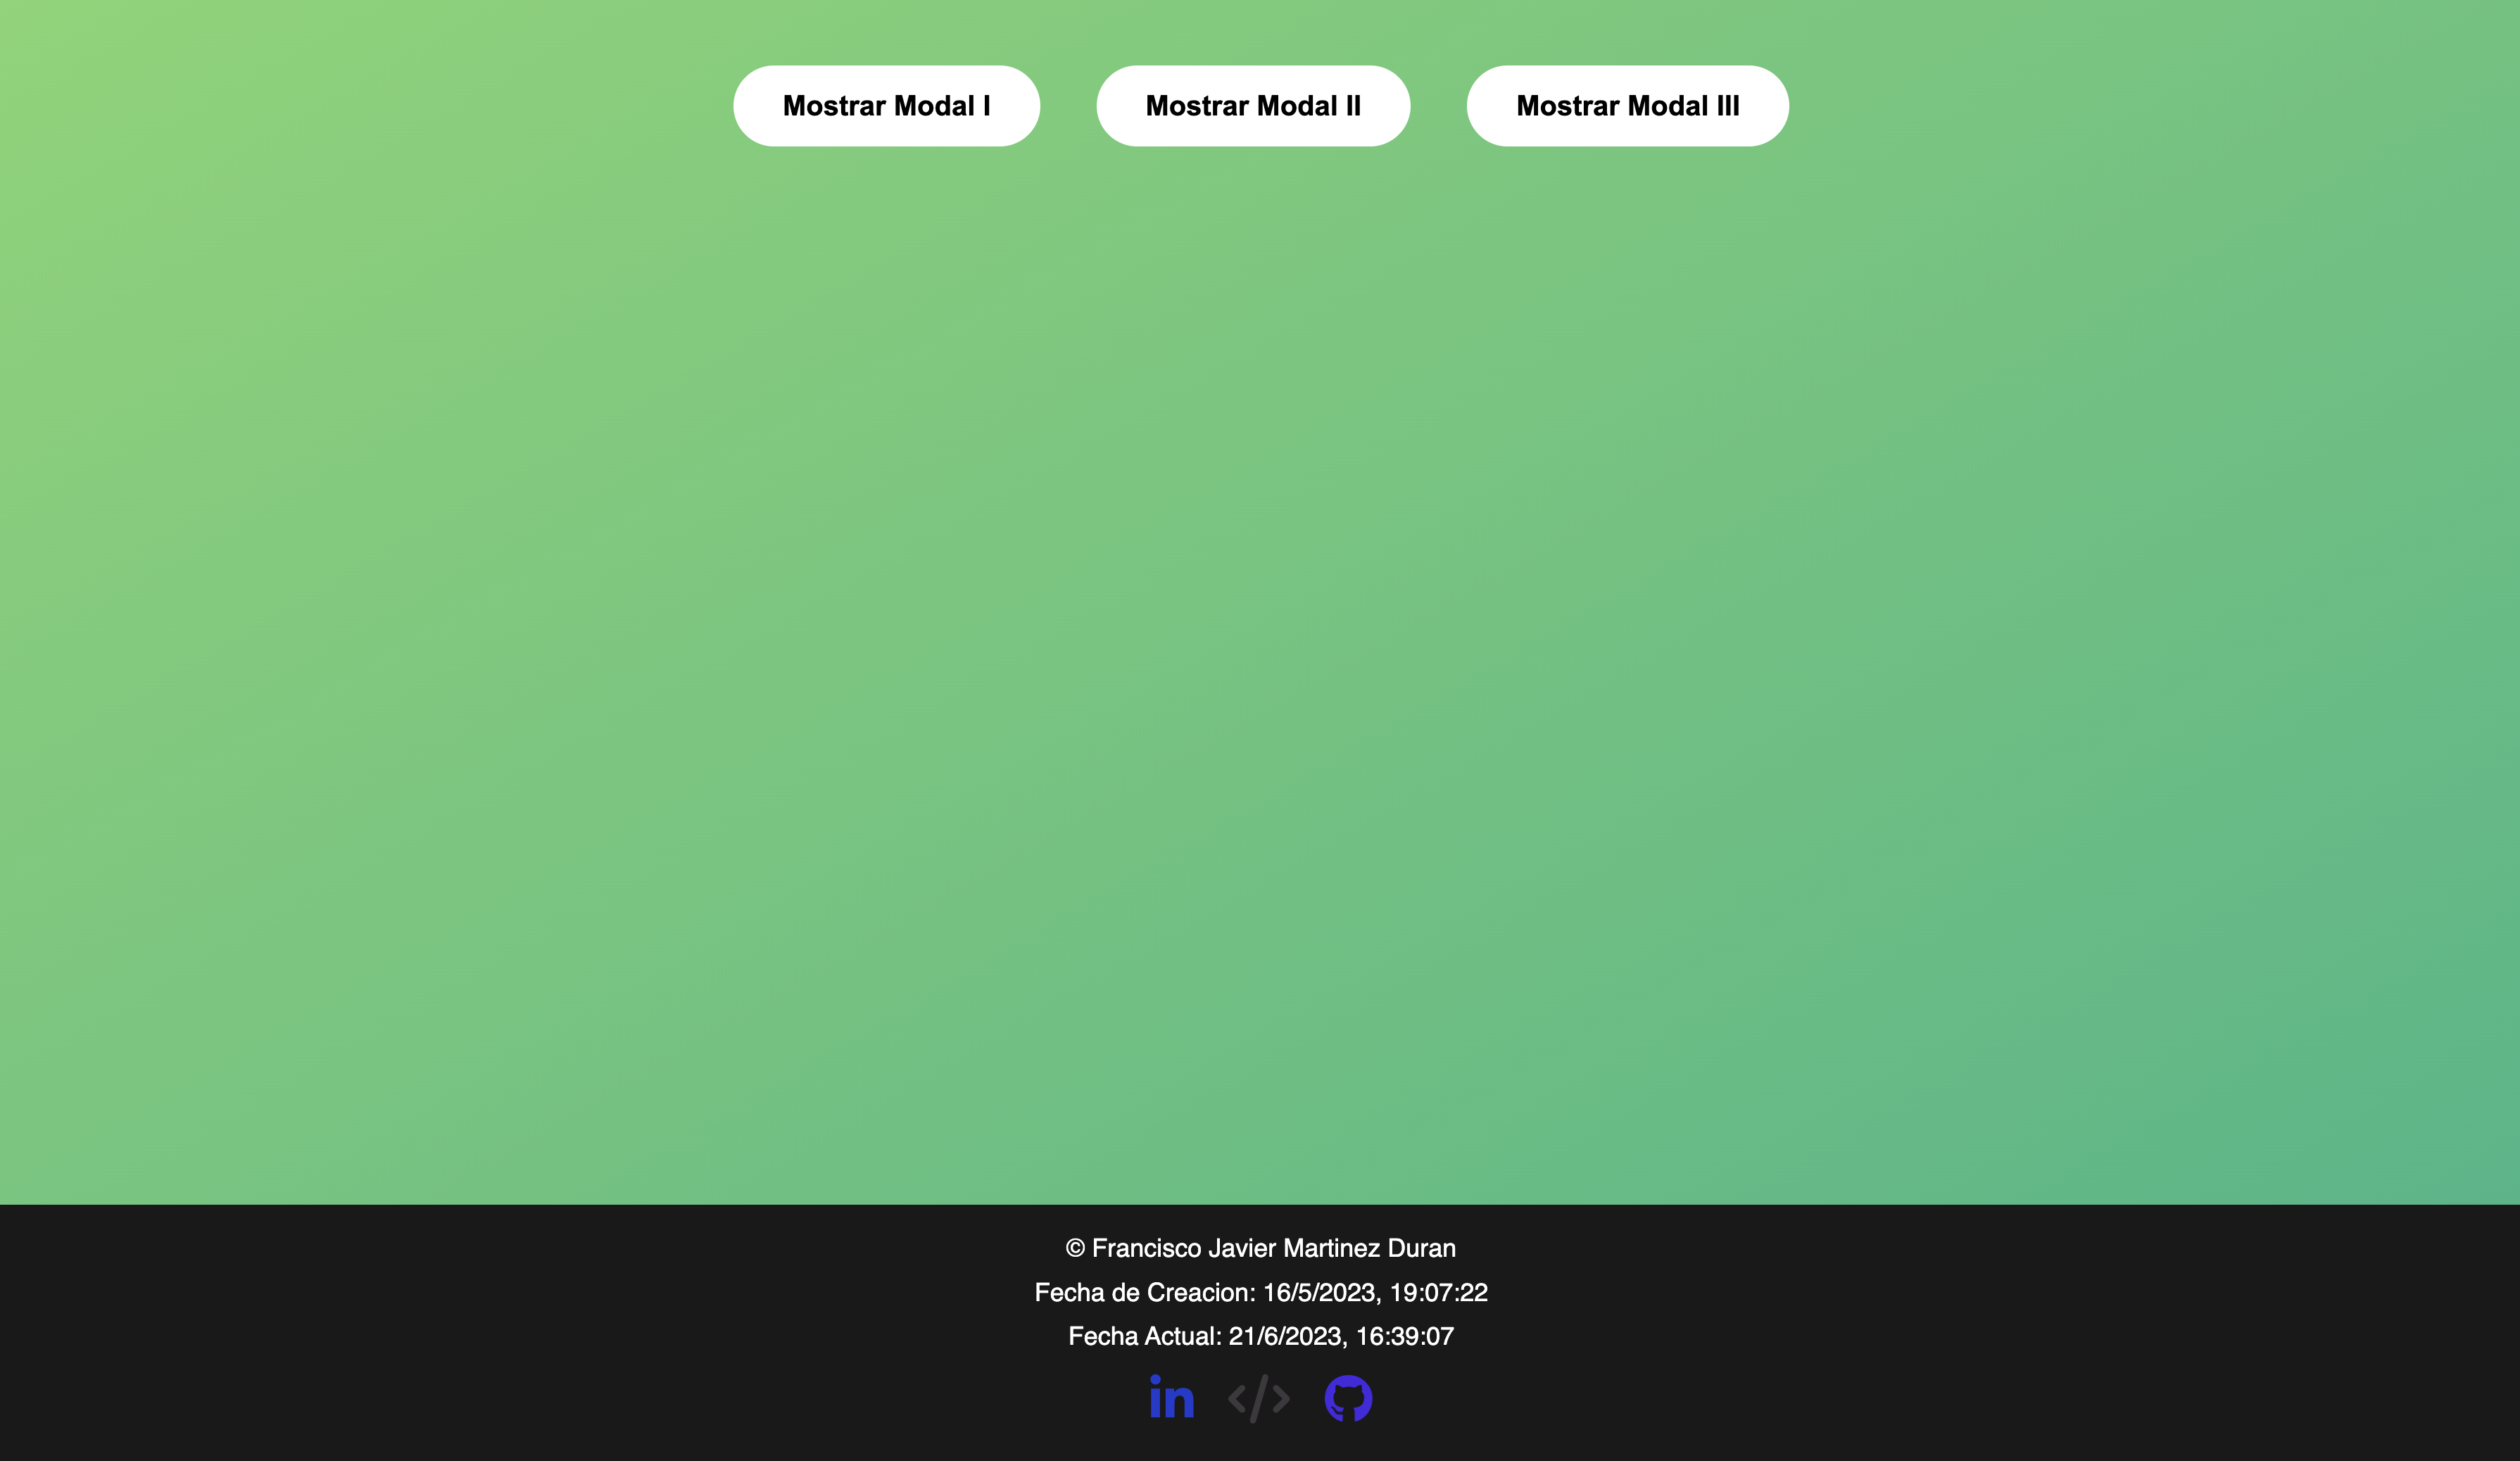 Mostrar Modal I
Mostrar Modal II
Mostrar Modal III
© Francisco Javier Martinez Duran
Fecha de Creacion: 16/5/2023, 19:07:22
Fecha Actual: 21/6/2023, 16:39:07
in </>